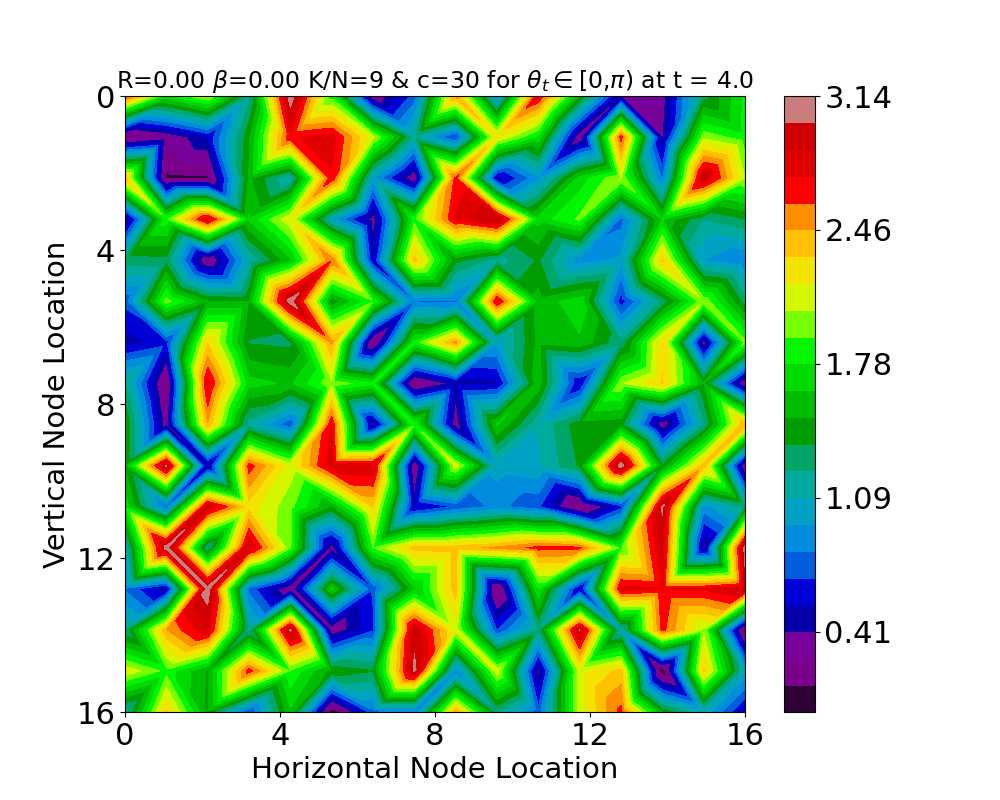 R=0.00 β=0.00 K/N=9 & c=30 for θₜ∈[0,π) at t = 4.0
0
4
8
12
16
Vertical Node Location
0 4 8 12 16
Horizontal Node Location
3.14
2.46
1.78
1.09
0.41